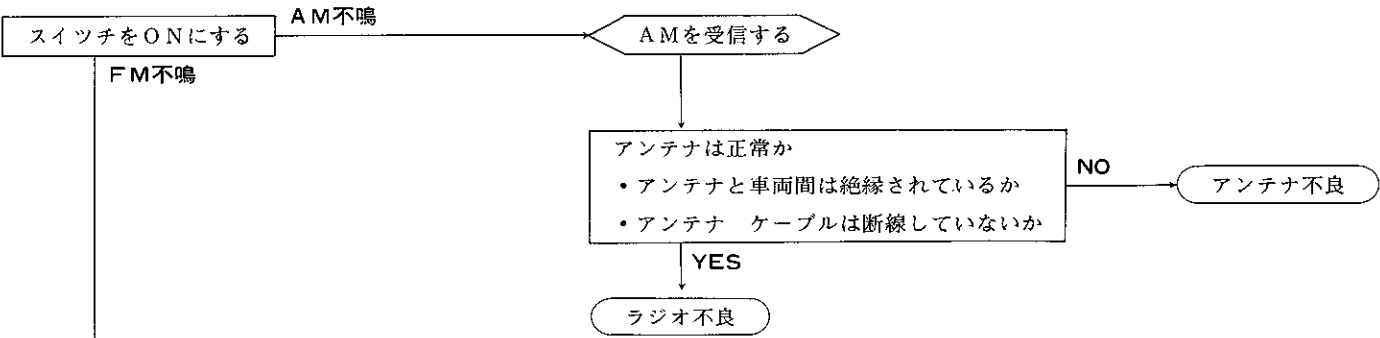 スイツチをONにする
AM不鳴
AMを受信する
FM不鳴
アンテナは正常か
・アンテナと車両間は絶縁されているか
・アンテナ ケーブルは断線していないか
NO
アンテナ不良
YES
ラジオ不良